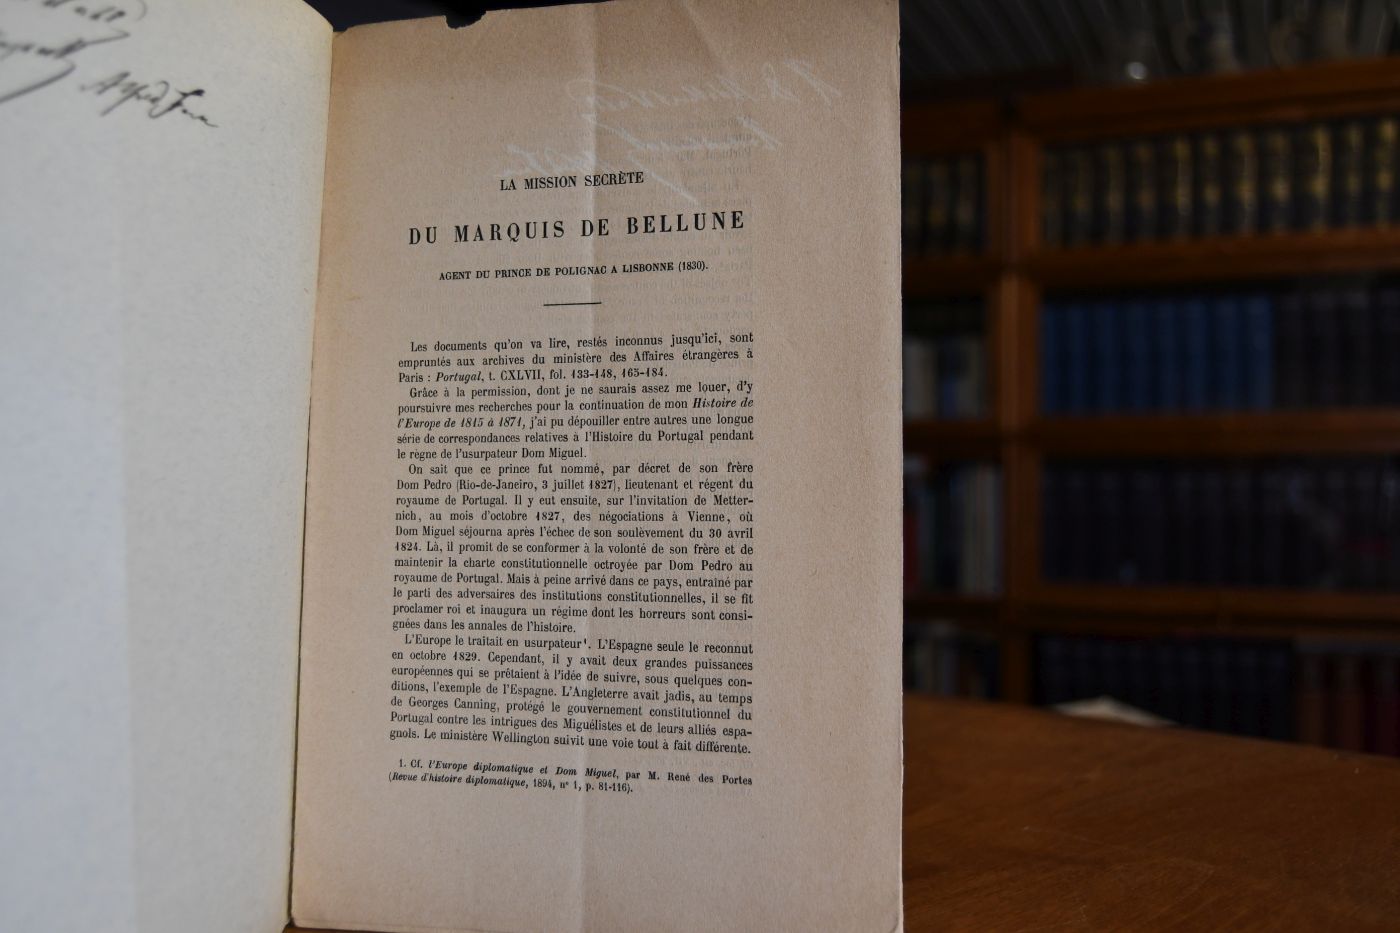 LA MISSION SECRÈTE
DU MARQUIS DE BELLUNE
AGENT DU PRINCE DE POLIGNAC A LISBONNE (1830).
Les documents qu'on va lire, restés inconnus jusqu'ici, sont
empruntés aux archives du ministère des Affaires étrangères à
Paris : Portugal, t. CXLVII, fol. 133-148, 165-184.
Grâce à la permission, dont je ne saurais assez me louer, d'y
poursuivre mes recherches pour la continuation de mon Histoire de
l'Europe de 1815 à 1871, j'ai pu dépouiller entre autres une longue
série de correspondances relatives à l'Histoire du Portugal pendant
le règne de l'usurpateur Dom Miguel.
On sait que ce prince fut nommé, par décret de son frère
Dom Pedro (Rio-de-Janeiro, 3 juillet 1827), lieutenant et régent du
royaume de Portugal. Il y eut ensuite, sur l'invitation de Metter-
nich, au mois d'octobre 1827, des négociations à Vienne, où
Dom Miguel séjourna après l'échec de son soulèvement du 30 avril
1824. Là, il promit de se conformer à la volonté de son frère et de
maintenir la charte constitutionnelle octroyée par Dom Pedro au
royaume de Portugal. Mais à peine arrivé dans ce pays, entraîné par
le parti des adversaires des institutions constitutionnelles, il se fit
proclamer roi et inaugura un régime dont les horreurs sont consi-
gnées dans les annales de l'histoire.
L'Europe le traitait en usurpateur¹. L'Espagne seule le reconnut
en octobre 1829. Cependant, il y avait deux grandes puissances
européennes qui se prêtaient à l'idée de suivre, sous quelques con-
ditions, l'exemple de l'Espagne. L'Angleterre avait jadis, au temps
de Georges Canning, protégé le gouvernement constitutionnel du
Portugal contre les intrigues des Miguélistes et de leurs alliés espa-
gnols. Le ministère Wellington suivit une voie tout à fait différente.
1. Cf. l'Europe diplomatique et Dom Miguel, par M. René des Portes
(Revue d'histoire diplomatique, 1894, n° 1, p. 81-116).